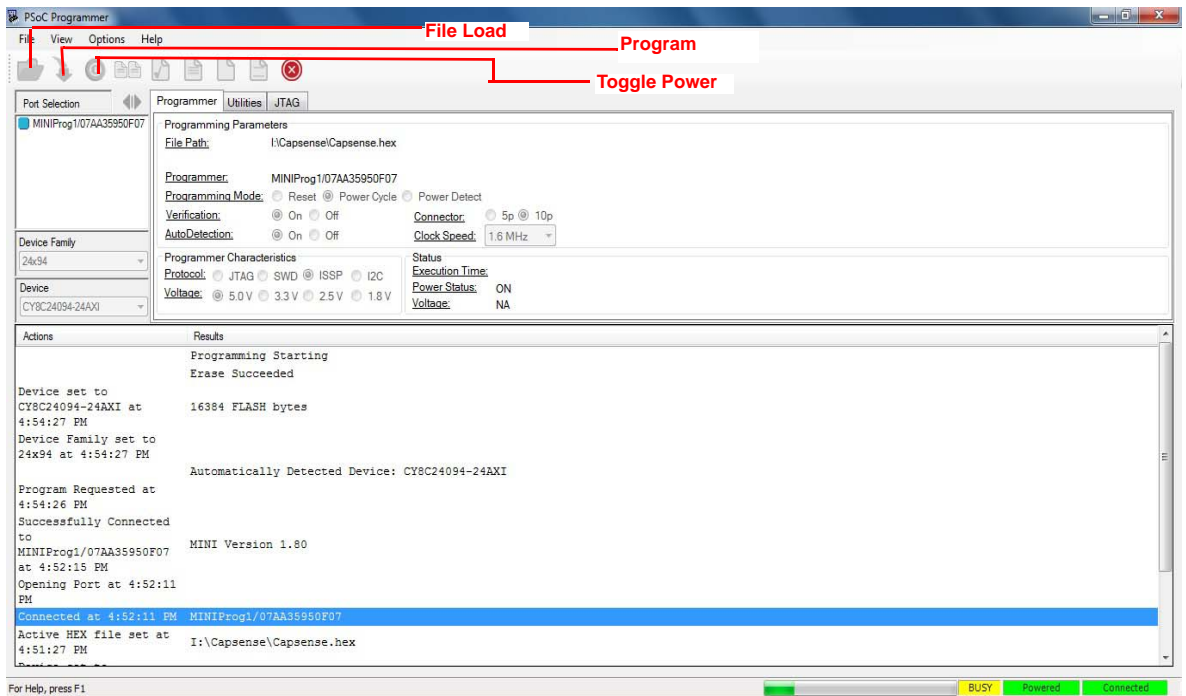 PSoC Programmer
File View Options Help
File Load
Program
Toggle Power
Port Selection
Programmer Utilities JTAG
MINIProg1/07AA35950F07
Programming Parameters
File Path: I:\Capsense\Capsense.hex
Programmer: MINIProg1/07AA35950F07
Programming Mode: Reset Power Cycle Power Detect
Verification: On Off Connector: 5p 10p
AutoDetection: On Off Clock Speed: 1.6 MHz
Device Family
24x94
Device
CY8C24094-24AXI
Programmer Characteristics
Protocol: JTAG SWD ISSP I2C
Voltage: 5.0 V 3.3 V 2.5 V 1.8 V
Status
Execution Time:
Power Status: ON
Voltage: NA
Actions Results
Programming Starting
Erase Succeeded
Device set to
CY8C24094-24AXI at 16384 FLASH bytes
4:54:27 PM
Device Family set to
24x94 at 4:54:27 PM
Automatically Detected Device: CY8C24094-24AXI
Program Requested at
4:54:26 PM
Successfully Connected
to
MINIProg1/07AA35950F07 MINI Version 1.80
at 4:52:15 PM
Opening Port at 4:52:11
PM
Connected at 4:52:11 PM MINIProg1/07AA35950F07
Active HEX file set at
4:51:27 PM I:\Capsense\Capsense.hex
For Help, press F1
BUSY Powered Connected